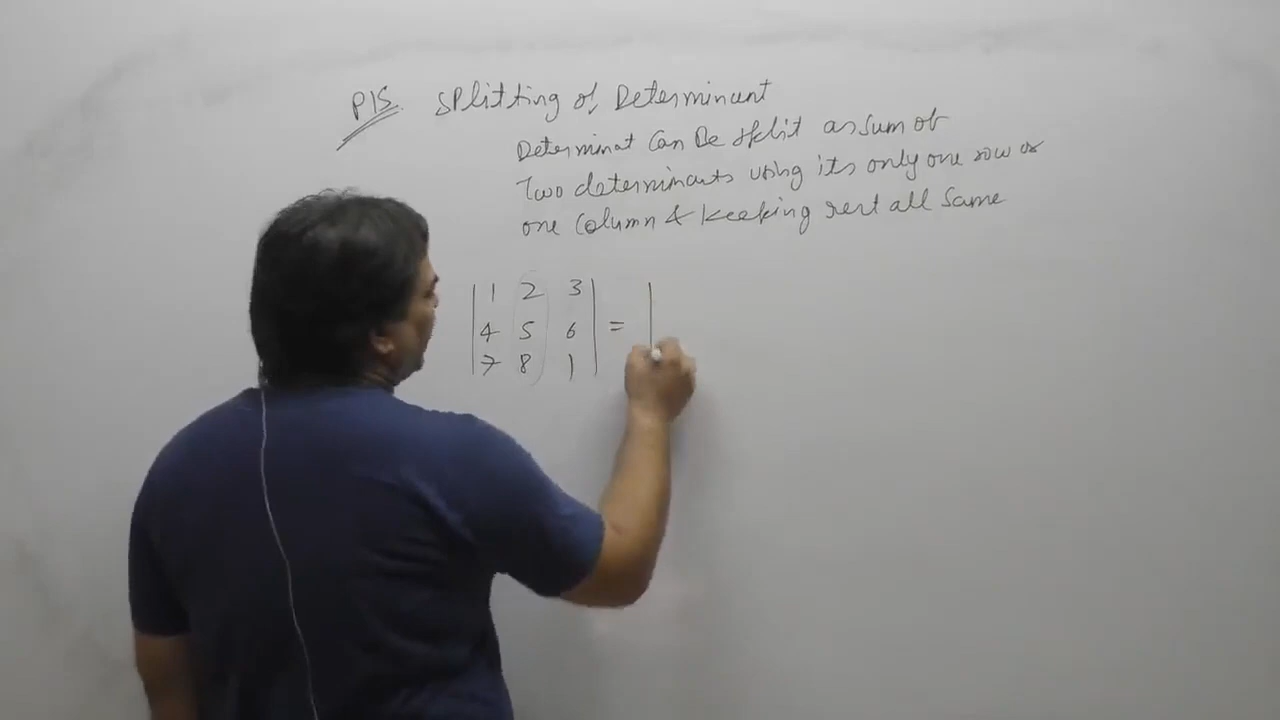 P15. Splitting of Determinant
Determinat Can Be split as sum of
Two determinants using its only one row or
one Column & Keeping rest all Same
| 1 2 3 |
| 4 5 6 | = |
| 7 8 1 |